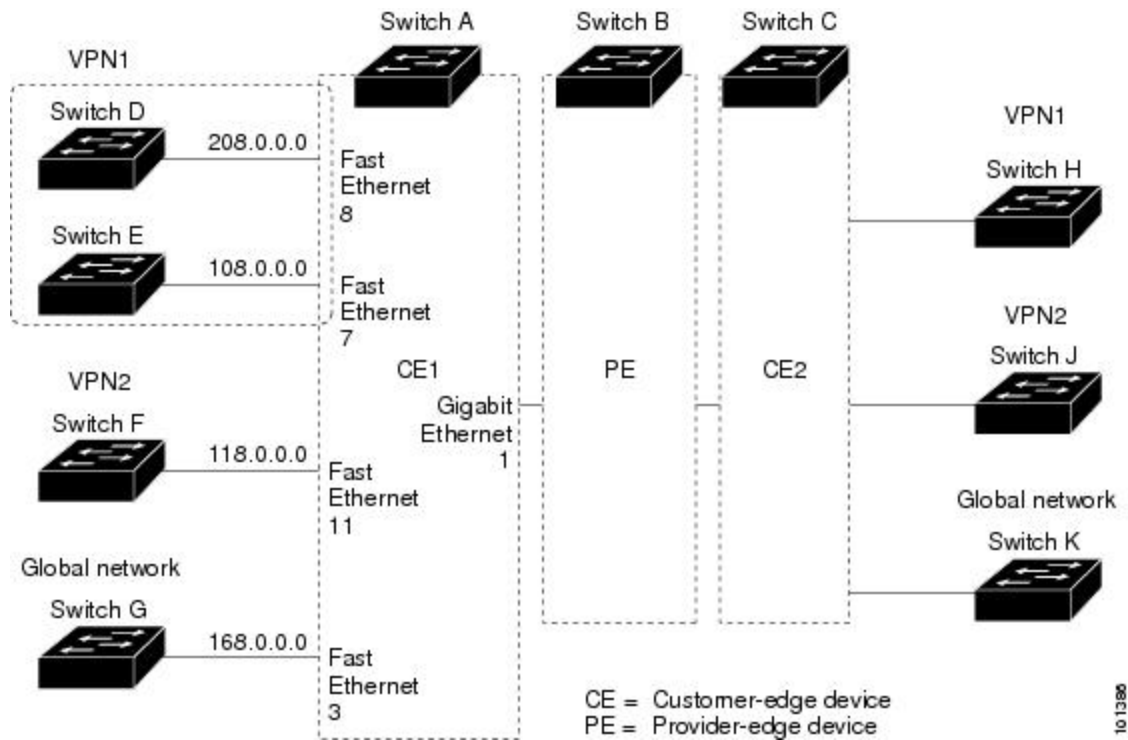 Switch A
Switch B
Switch C
VPN1
Switch D
208.0.0.0
Fast
Ethernet
8
Switch E
108.0.0.0
Fast
Ethernet
7
VPN2
Switch F
118.0.0.0
Fast
Ethernet
11
Global network
Switch G
168.0.0.0
Fast
Ethernet
3
CE1
Gigabit
Ethernet
1
PE
CE2
VPN1
Switch H
VPN2
Switch J
Global network
Switch K
CE = Customer-edge device
PE = Provider-edge device
101386